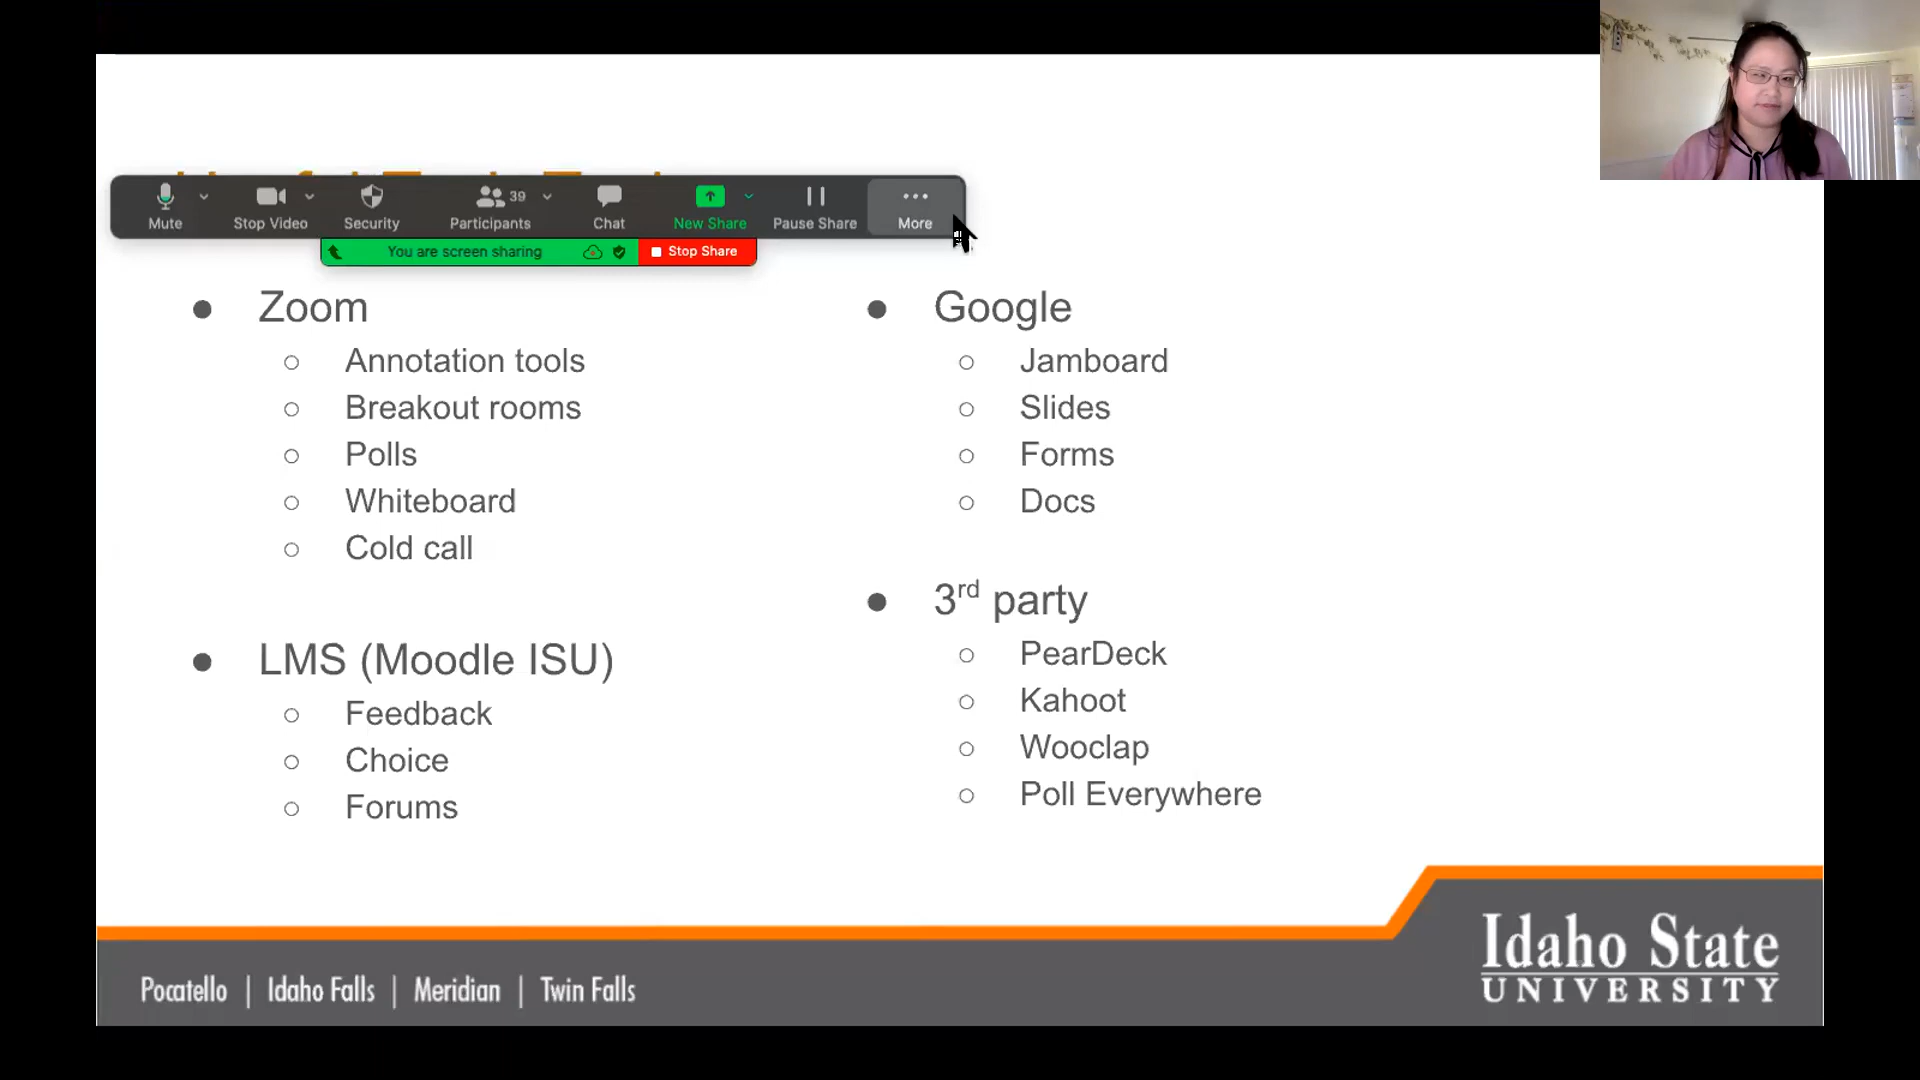 Mute
Stop Video
Security
Participants
39
Chat
New Share
Pause Share
More
You are screen sharing
Stop Share
Zoom
Annotation tools
Breakout rooms
Polls
Whiteboard
Cold call
LMS (Moodle ISU)
Feedback
Choice
Forums
Google
Jamboard
Slides
Forms
Docs
3rd party
PearDeck
Kahoot
Wooclap
Poll Everywhere
Pocatello | Idaho Falls | Meridian | Twin Falls
Idaho State
UNIVERSITY